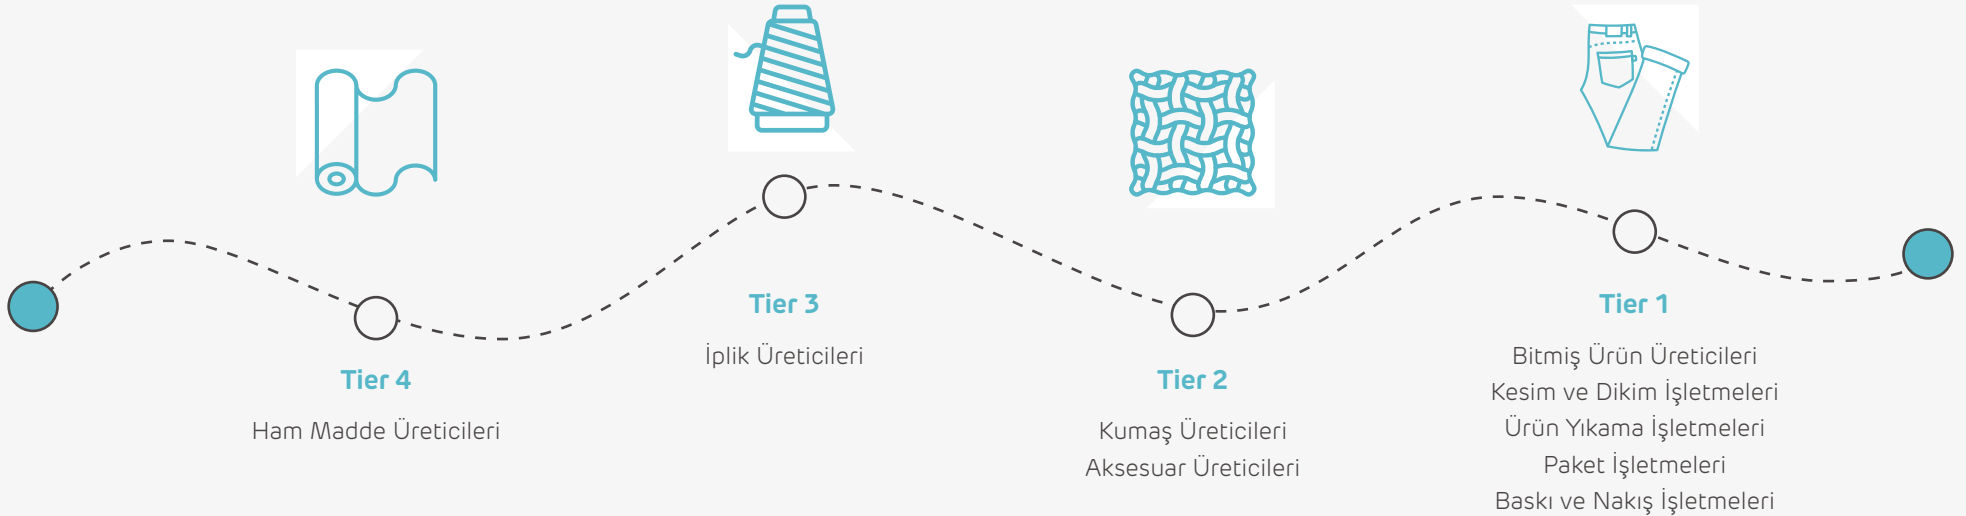 Tier 4
Ham Madde Üreticileri
Tier 3
İplik Üreticileri
Tier 2
Kumaş Üreticileri
Aksesuar Üreticileri
Tier 1
Bitmiş Ürün Üreticileri
Kesim ve Dikim İşletmeleri
Ürün Yıkama İşletmeleri
Paket İşletmeleri
Baskı ve Nakış İşletmeleri